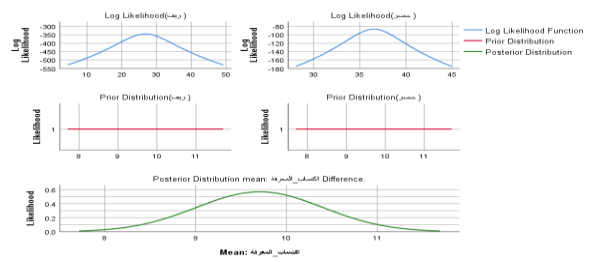 Log Likelihood(ريف )
Log Likelihood(حضر )
Log Likelihood
-300
-350
-400
-450
-500
-550
10
20
30
40
50
Log Likelihood
-80
-100
-120
-140
-160
-180
30
35
40
45
Log Likelihood Function
Prior Distribution
Posterior Distribution
Prior Distribution(ريف )
Prior Distribution(حضر )
Likelihood
1
8
9
10
11
Likelihood
1
8
9
10
11
Posterior Distribution mean: اكتساب_المعرفة Difference.
Likelihood
0.6
0.4
0.2
0.0
8
9
10
11
Mean: اكتساب_المعرفة